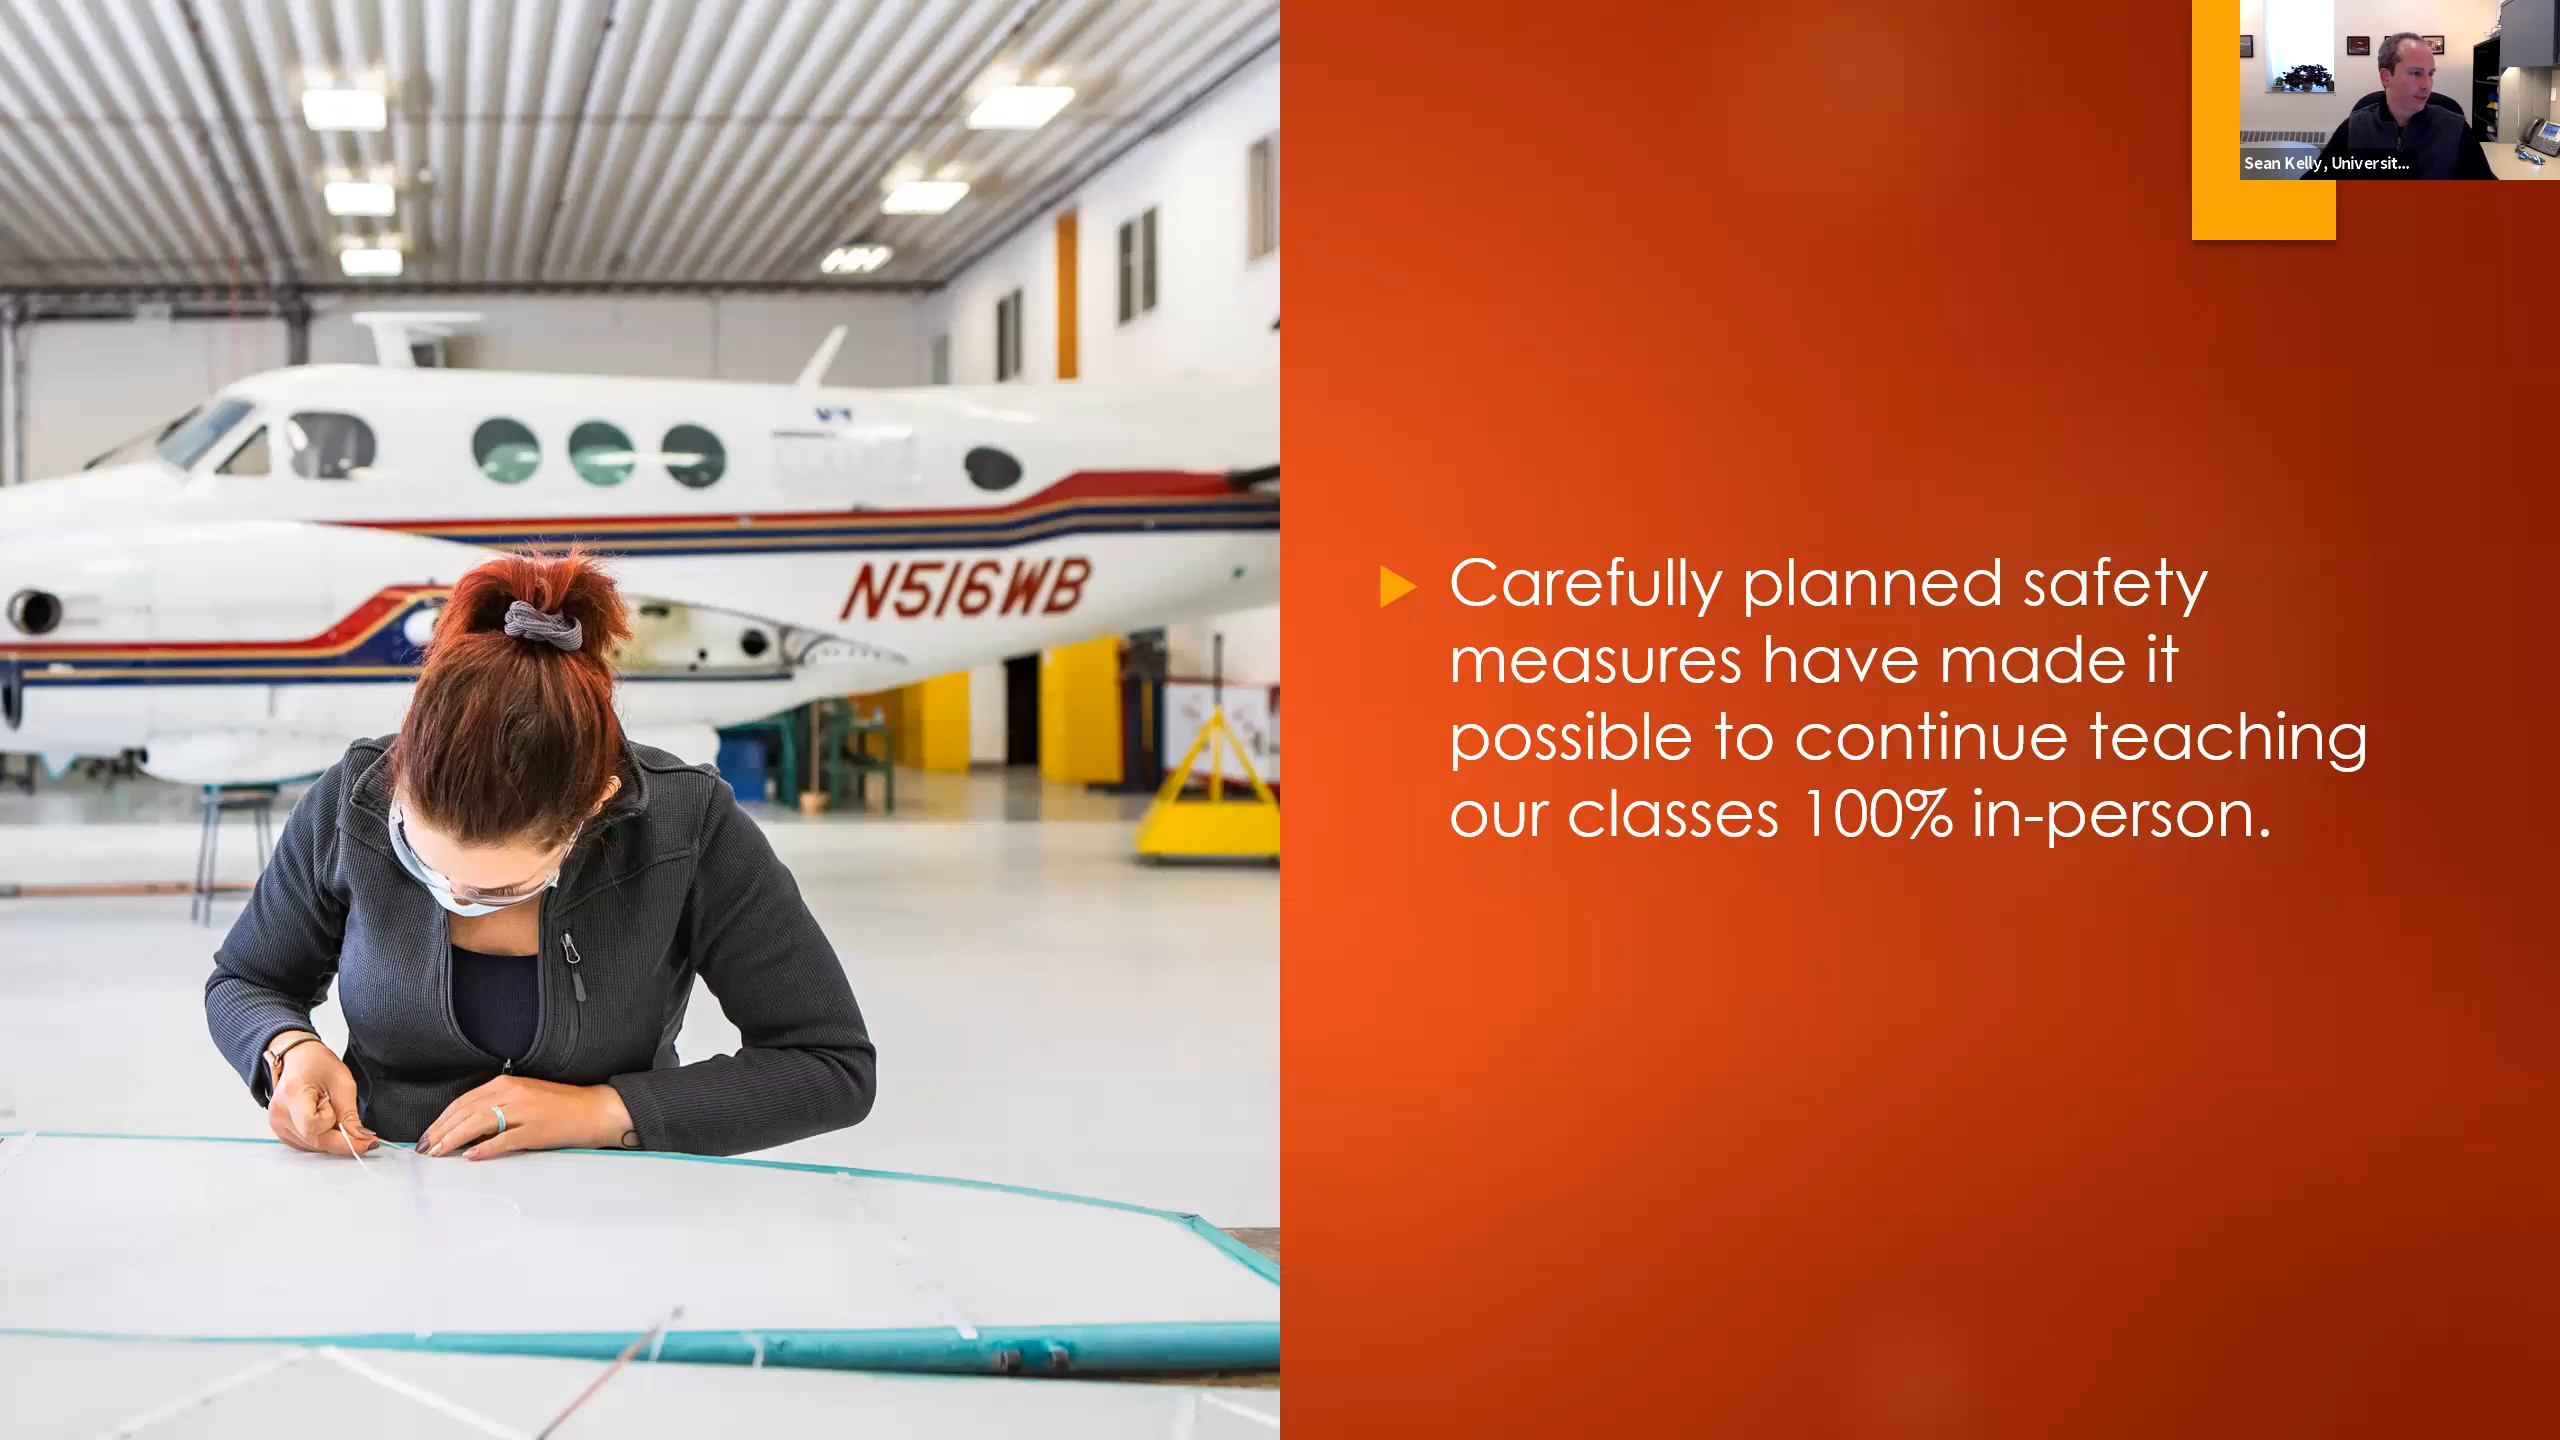 Sean Kelly, Universit...
N516WB
Carefully planned safety
measures have made it
possible to continue teaching
our classes 100% in-person.